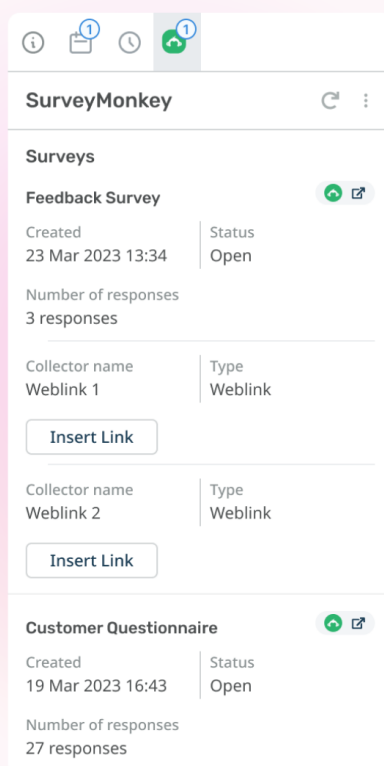 1
1
SurveyMonkey
Surveys
Feedback Survey
Created Status
23 Mar 2023 13:34 Open
Number of responses
3 responses
Collector name Type
Weblink 1 Weblink
Insert Link
Collector name Type
Weblink 2 Weblink
Insert Link
Customer Questionnaire
Created Status
19 Mar 2023 16:43 Open
Number of responses
27 responses